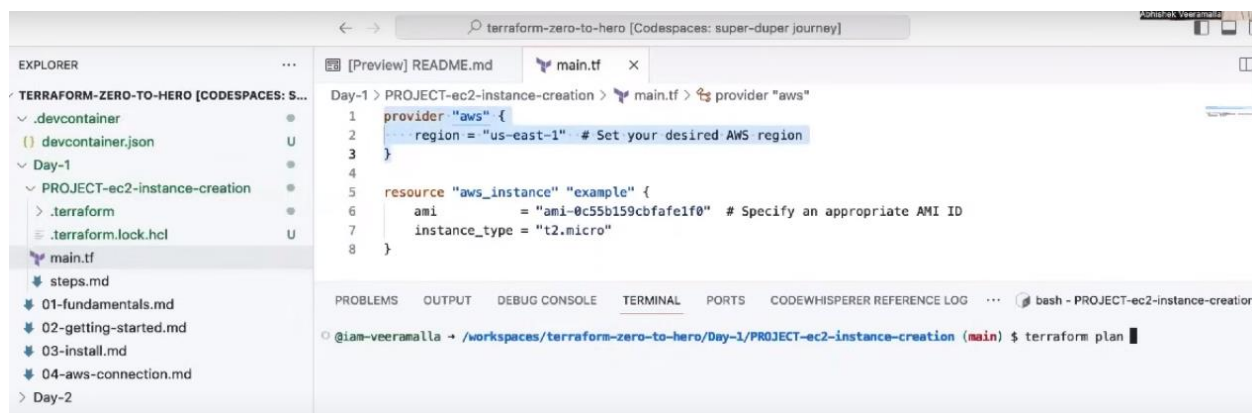 Abhishek Veeramalla
← → terraform-zero-to-hero [Codespaces: super-duper journey]
EXPLORER ...
[Preview] README.md main.tf ×
TERRAFORM-ZERO-TO-HERO [CODESPACES: S...
.devcontainer
{} devcontainer.json U
Day-1
PROJECT-ec2-instance-creation
> .terraform
.terraform.lock.hcl U
main.tf
steps.md
01-fundamentals.md
02-getting-started.md
03-install.md
04-aws-connection.md
> Day-2
Day-1 > PROJECT-ec2-instance-creation > main.tf > provider "aws"
1 provider "aws" {
2 ····region = "us-east-1" # Set your desired AWS region
3 }
4
5 resource "aws_instance" "example" {
6 ami = "ami-0c55b159cbfafe1f0" # Specify an appropriate AMI ID
7 instance_type = "t2.micro"
8 }
PROBLEMS OUTPUT DEBUG CONSOLE TERMINAL PORTS CODEWHISPERER REFERENCE LOG ... bash - PROJECT-ec2-instance-creation
@iam-veeramalla → /workspaces/terraform-zero-to-hero/Day-1/PROJECT-ec2-instance-creation (main) $ terraform plan